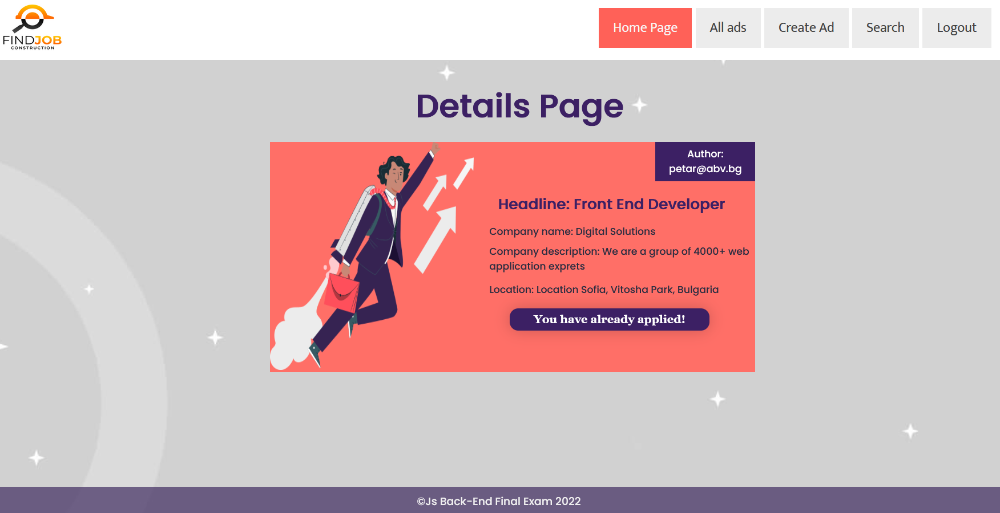 FINDJOB
CONSTRUCTION
Home Page
All ads
Create Ad
Search
Logout
Details Page
Author:
petar@abv.bg
Headline: Front End Developer
Company name: Digital Solutions
Company description: We are a group of 4000+ web
application exprets
Location: Location Sofia, Vitosha Park, Bulgaria
You have already applied!
©Js Back-End Final Exam 2022